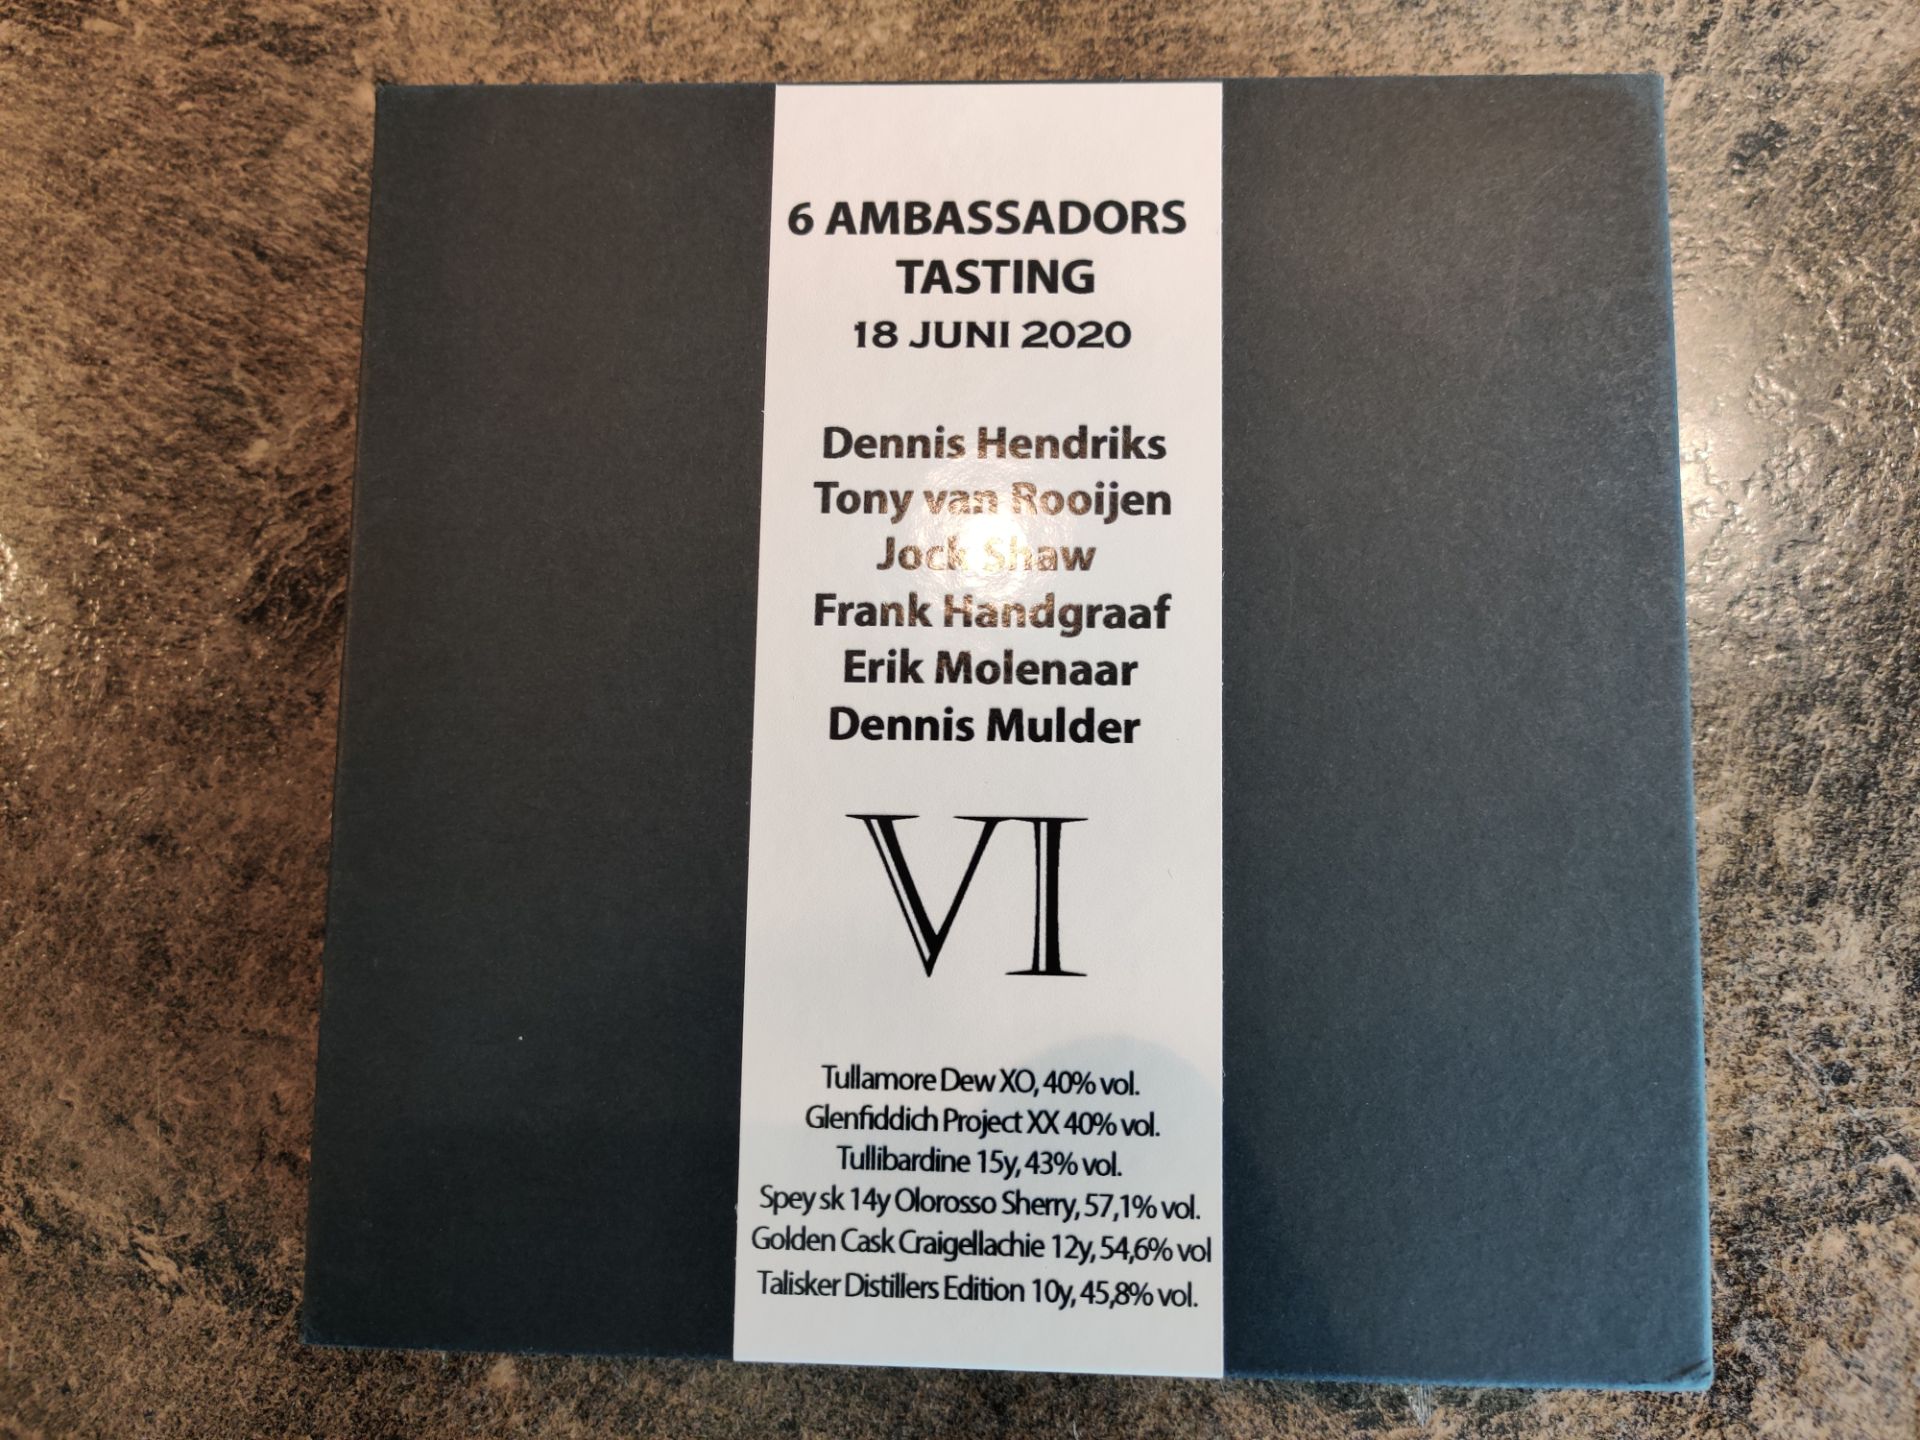 6 AMBASSADORS
TASTING
18 JUNI 2020
Dennis Hendriks
Tony van Rooijen
Jock Shaw
Frank Handgraaf
Erik Molenaar
Dennis Mulder
VI
Tullamore Dew XO, 40% vol.
Glenfiddich Project XX 40% vol.
Tullibardine 15y, 43% vol.
Spey sk 14y Olorosso Sherry, 57,1% vol.
Golden Cask Craigellachie 12y, 54,6% vol
Talisker Distillers Edition 10y, 45,8% vol.